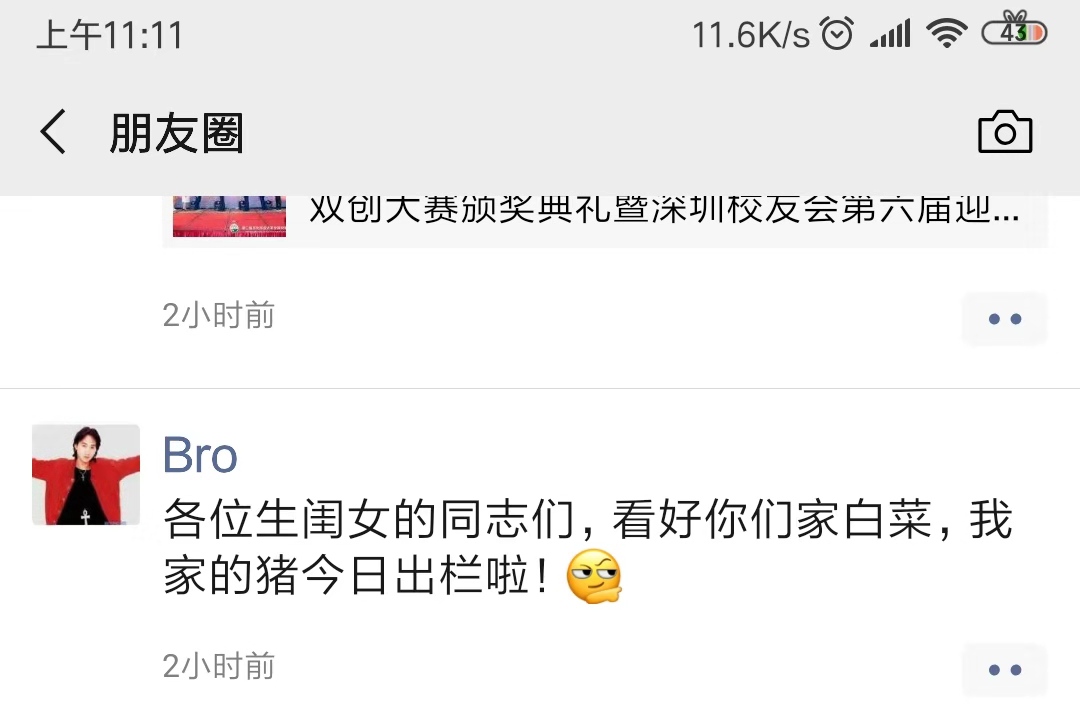 上午11:11
11.6K/s
43
朋友圈
双创大赛颁奖典礼暨深圳校友会第六届迎...
2小时前
Bro
各位生闺女的同志们，看好你们家白菜，我
家的猪今日出栏啦！
2小时前